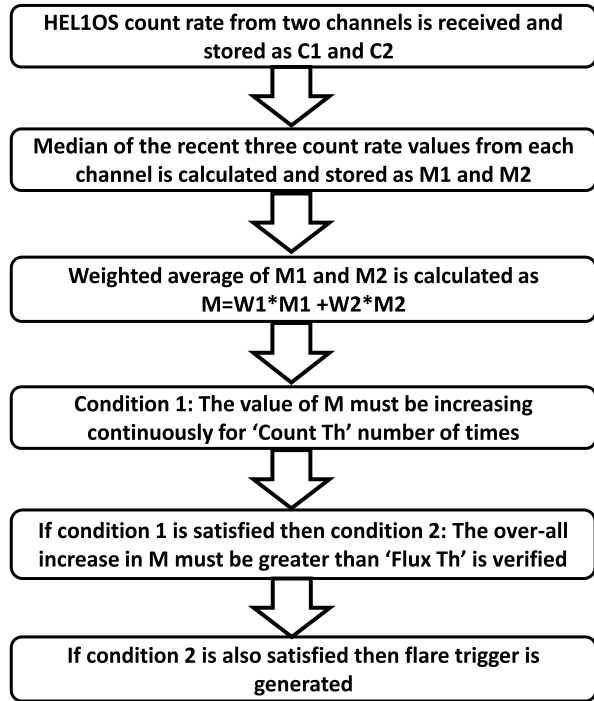 HEL1OS count rate from two channels is received and
stored as C1 and C2
Median of the recent three count rate values from each
channel is calculated and stored as M1 and M2
Weighted average of M1 and M2 is calculated as
M=W1*M1 +W2*M2
Condition 1: The value of M must be increasing
continuously for ‘Count Th’ number of times
If condition 1 is satisfied then condition 2: The over-all
increase in M must be greater than ‘Flux Th’ is verified
If condition 2 is also satisfied then flare trigger is
generated